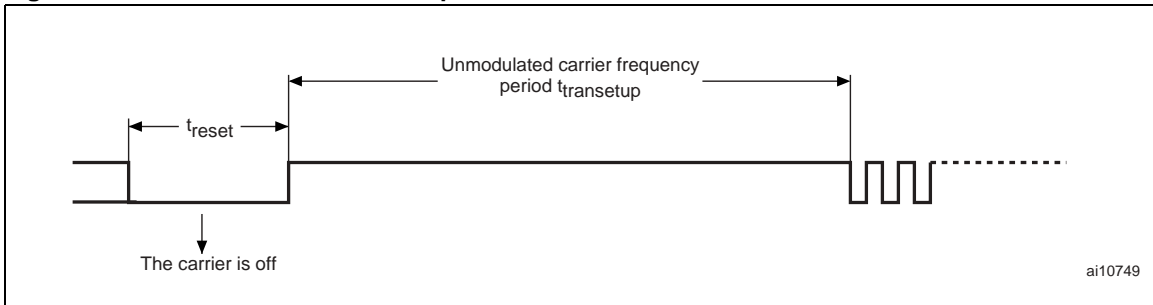 Unmodulated carrier frequency
period ttransetup
treset
The carrier is off
ai10749